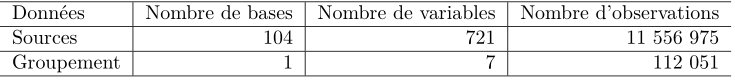 Données Nombre de bases Nombre de variables Nombre d'observations
Sources 104 721 11 556 975
Groupement 1 7 112 051